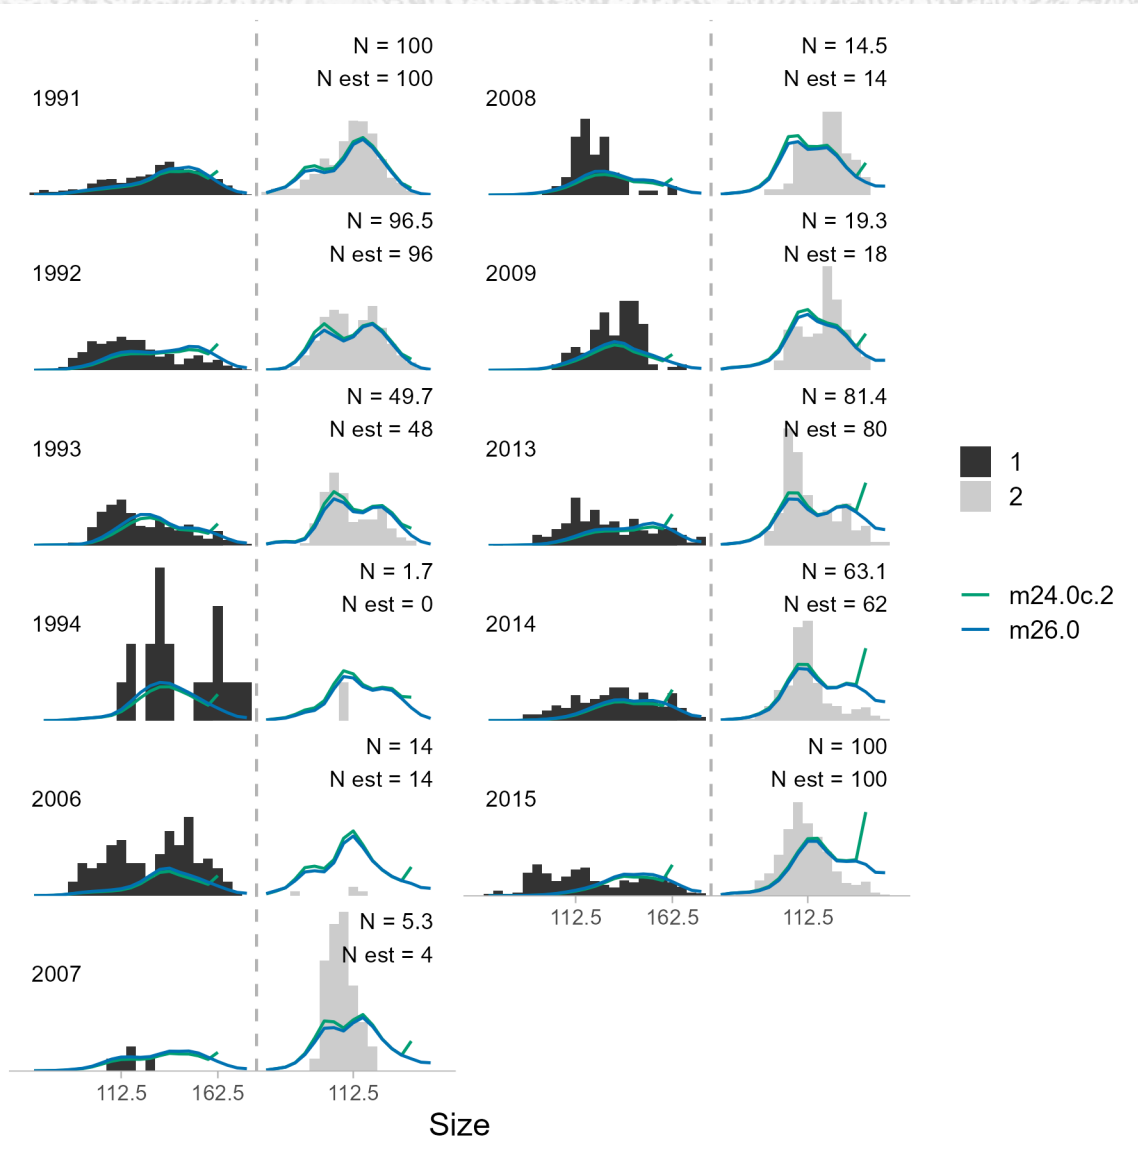 N = 100
N est = 100
1991
N = 96.5
N est = 96
1992
N = 49.7
N est = 48
1993
N = 1.7
N est = 0
1994
N = 14
N est = 14
2006
N = 5.3
N est = 4
2007
112.5 162.5 112.5
N = 14.5
N est = 14
2008
N = 19.3
N est = 18
2009
N = 81.4
N est = 80
2013
N = 63.1
N est = 62
2014
N = 100
N est = 100
2015
112.5 162.5 112.5
Size
1
2
m24.0c.2
m26.0